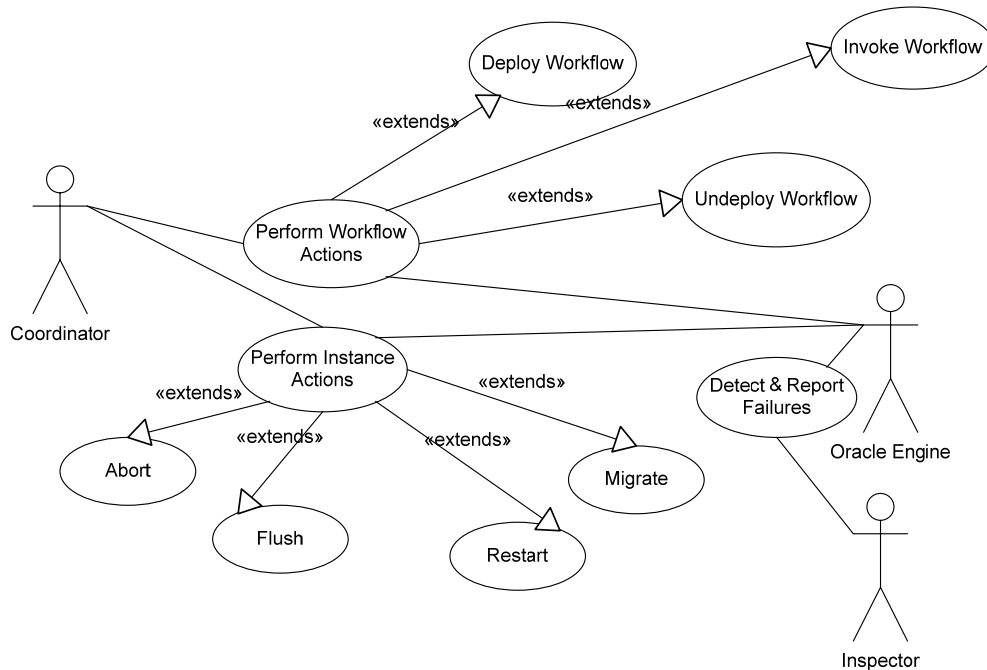 Deploy Workflow
Invoke Workflow
«extends»
«extends»
«extends»
Undeploy Workflow
Perform Workflow
Actions
Coordinator
Perform Instance
Actions
«extends»
«extends»
«extends»
«extends»
Detect & Report
Failures
Oracle Engine
Abort
Migrate
Flush
Restart
Inspector